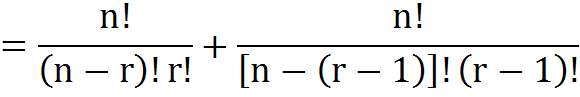 = n!/((n − r)! r!) + n!/([n − (r − 1)]! (r − 1)!)